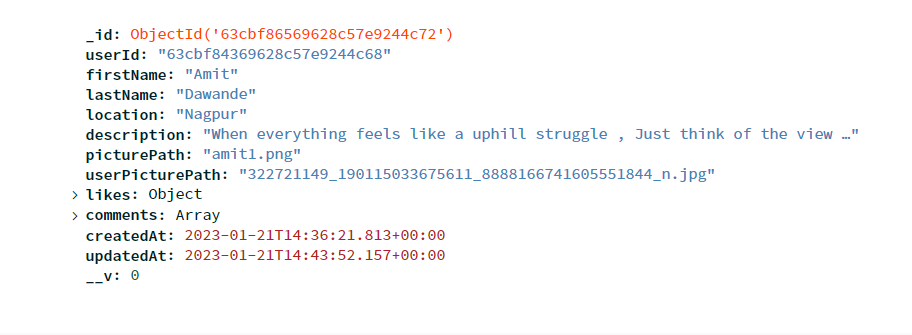 _id: ObjectId('63cbf86569628c57e9244c72')
userId: "63cbf84369628c57e9244c68"
firstName: "Amit"
lastName: "Dawande"
location: "Nagpur"
description: "When everything feels like a uphill struggle , Just think of the view …"
picturePath: "amit1.png"
userPicturePath: "322721149_190115033675611_8888166741605551844_n.jpg"
> likes: Object
> comments: Array
createdAt: 2023-01-21T14:36:21.813+00:00
updatedAt: 2023-01-21T14:43:52.157+00:00
__v: 0